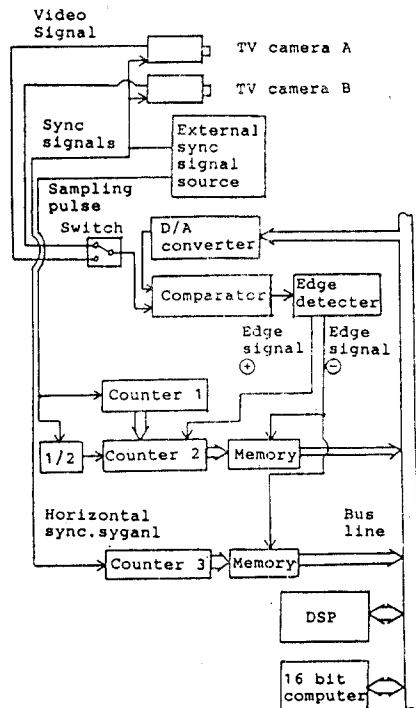 Video
Signal
TV camera A
TV camera B
Sync
signals
External
sync
signal
source
Sampling
pulse
Switch
D/A
converter
Comparator
Edge
detecter
Edge
signal
+
Edge
signal
−
Counter 1
1/2
Counter 2
Memory
Horizontal
sync.syganl
Bus
line
Counter 3
Memory
DSP
16 bit
computer